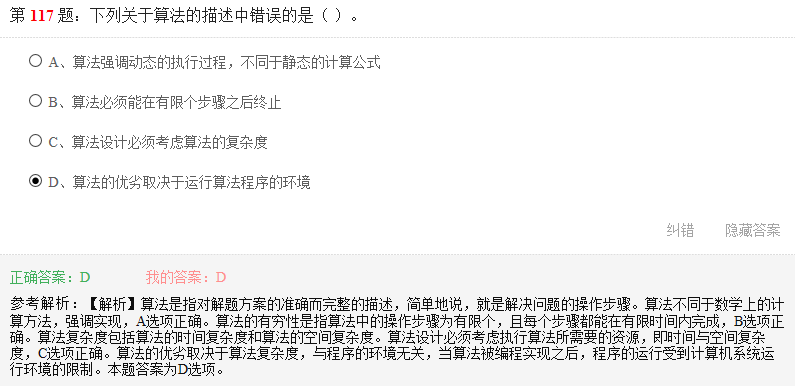 第 117 题：下列关于算法的描述中错误的是（ ）。
A、算法强调动态的执行过程，不同于静态的计算公式
B、算法必须能在有限个步骤之后终止
C、算法设计必须考虑算法的复杂度
D、算法的优劣取决于运行算法程序的环境
纠错 隐藏答案
正确答案：D 我的答案：D
参考解析：【解析】算法是指对解题方案的准确而完整的描述，简单地说，就是解决问题的操作步骤。算法不同于数学上的计
算方法，强调实现，A选项正确。算法的有穷性是指算法中的操作步骤为有限个，且每个步骤都能在有限时间内完成，B选项正
确。算法复杂度包括算法的时间复杂度和算法的空间复杂度。算法设计必须考虑执行算法所需要的资源，即时间与空间复杂
度，C选项正确。算法的优劣取决于算法复杂度，与程序的环境无关，当算法被编程实现之后，程序的运行受到计算机系统运
行环境的限制。本题答案为D选项。